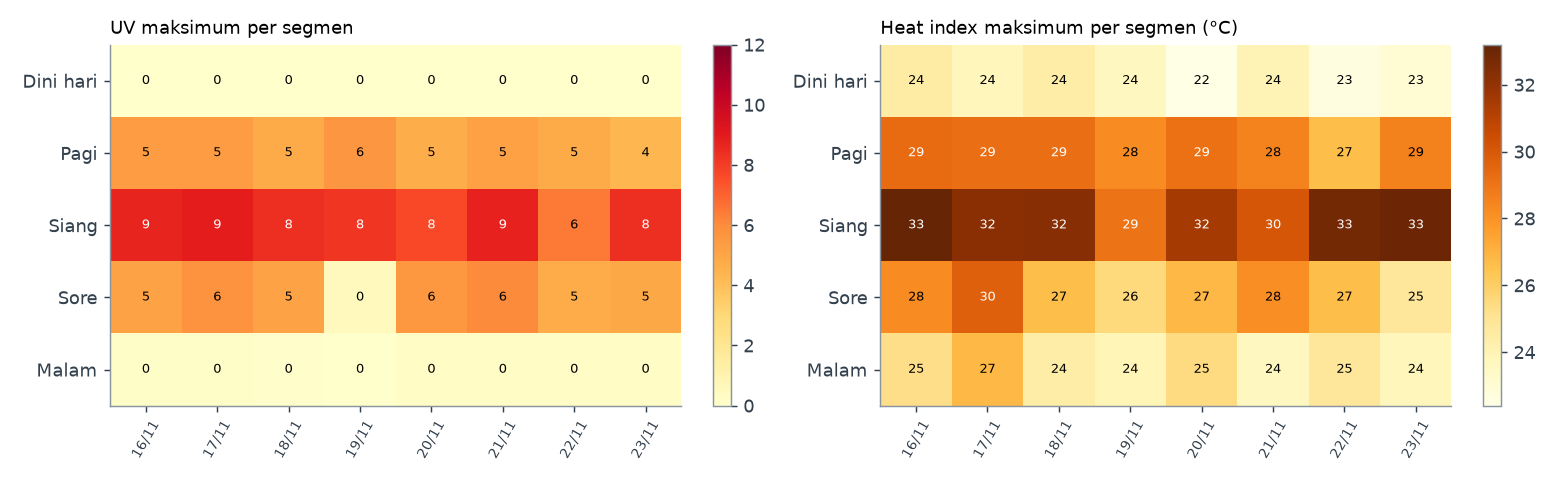 UV maksimum per segmen
12
10
8
6
4
2
0
Dini hari 0 0 0 0 0 0 0 0
Pagi 5 5 5 6 5 5 5 4
Siang 9 9 8 8 8 9 6 8
Sore 5 6 5 0 6 6 5 5
Malam 0 0 0 0 0 0 0 0
16/11 17/11 18/11 19/11 20/11 21/11 22/11 23/11
Heat index maksimum per segmen (°C)
32
30
28
26
24
Dini hari 24 24 24 24 22 24 23 23
Pagi 29 29 29 28 29 28 27 29
Siang 33 32 32 29 32 30 33 33
Sore 28 30 27 26 27 28 27 25
Malam 25 27 24 24 25 24 25 24
16/11 17/11 18/11 19/11 20/11 21/11 22/11 23/11